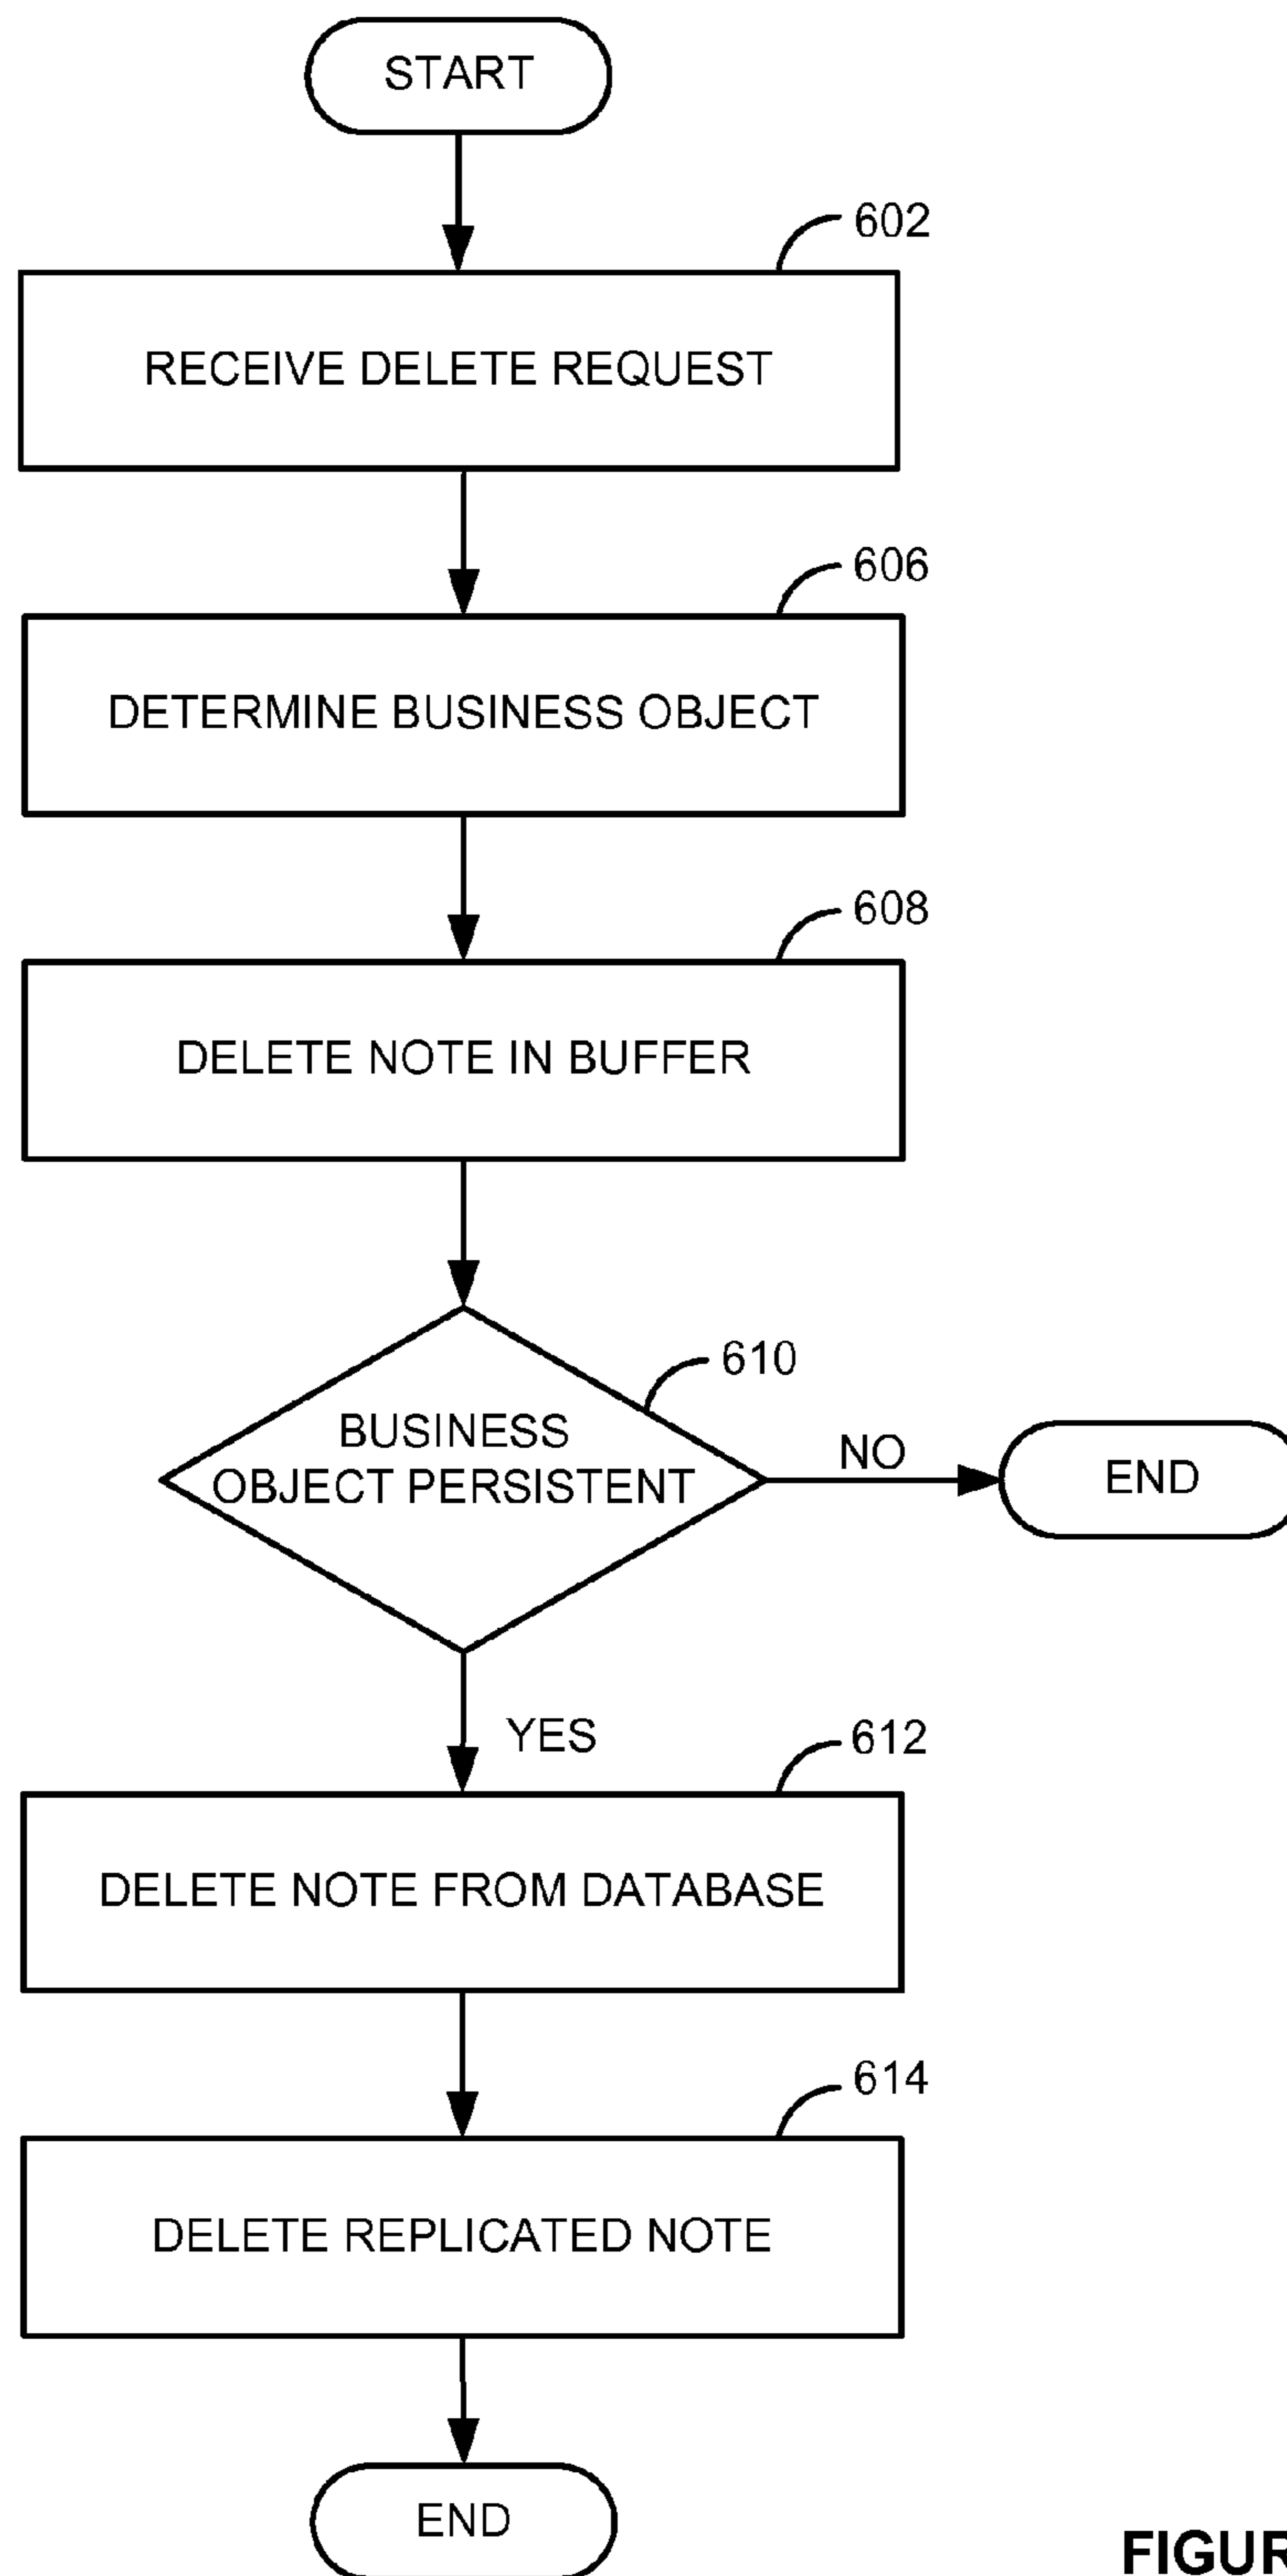 START
602
RECEIVE DELETE REQUEST
606
DETERMINE BUSINESS OBJECT
608
DELETE NOTE IN BUFFER
610
BUSINESS
OBJECT PERSISTENT
NO
END
YES
612
DELETE NOTE FROM DATABASE
614
DELETE REPLICATED NOTE
END
FIGUR